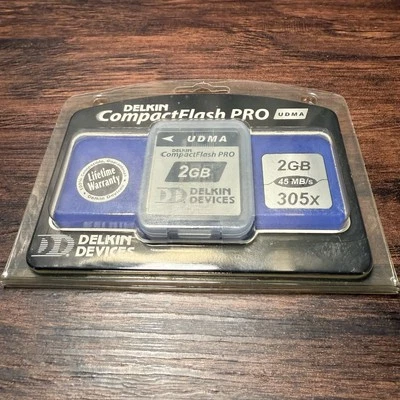 DELKIN
CompactFlash PRO UDMA
UDMA
DELKIN
CompactFlash PRO
2GB
DELKIN
DEVICES
Lifetime
Warranty
2GB
45 MB/s
305x
DELKIN
DEVICES